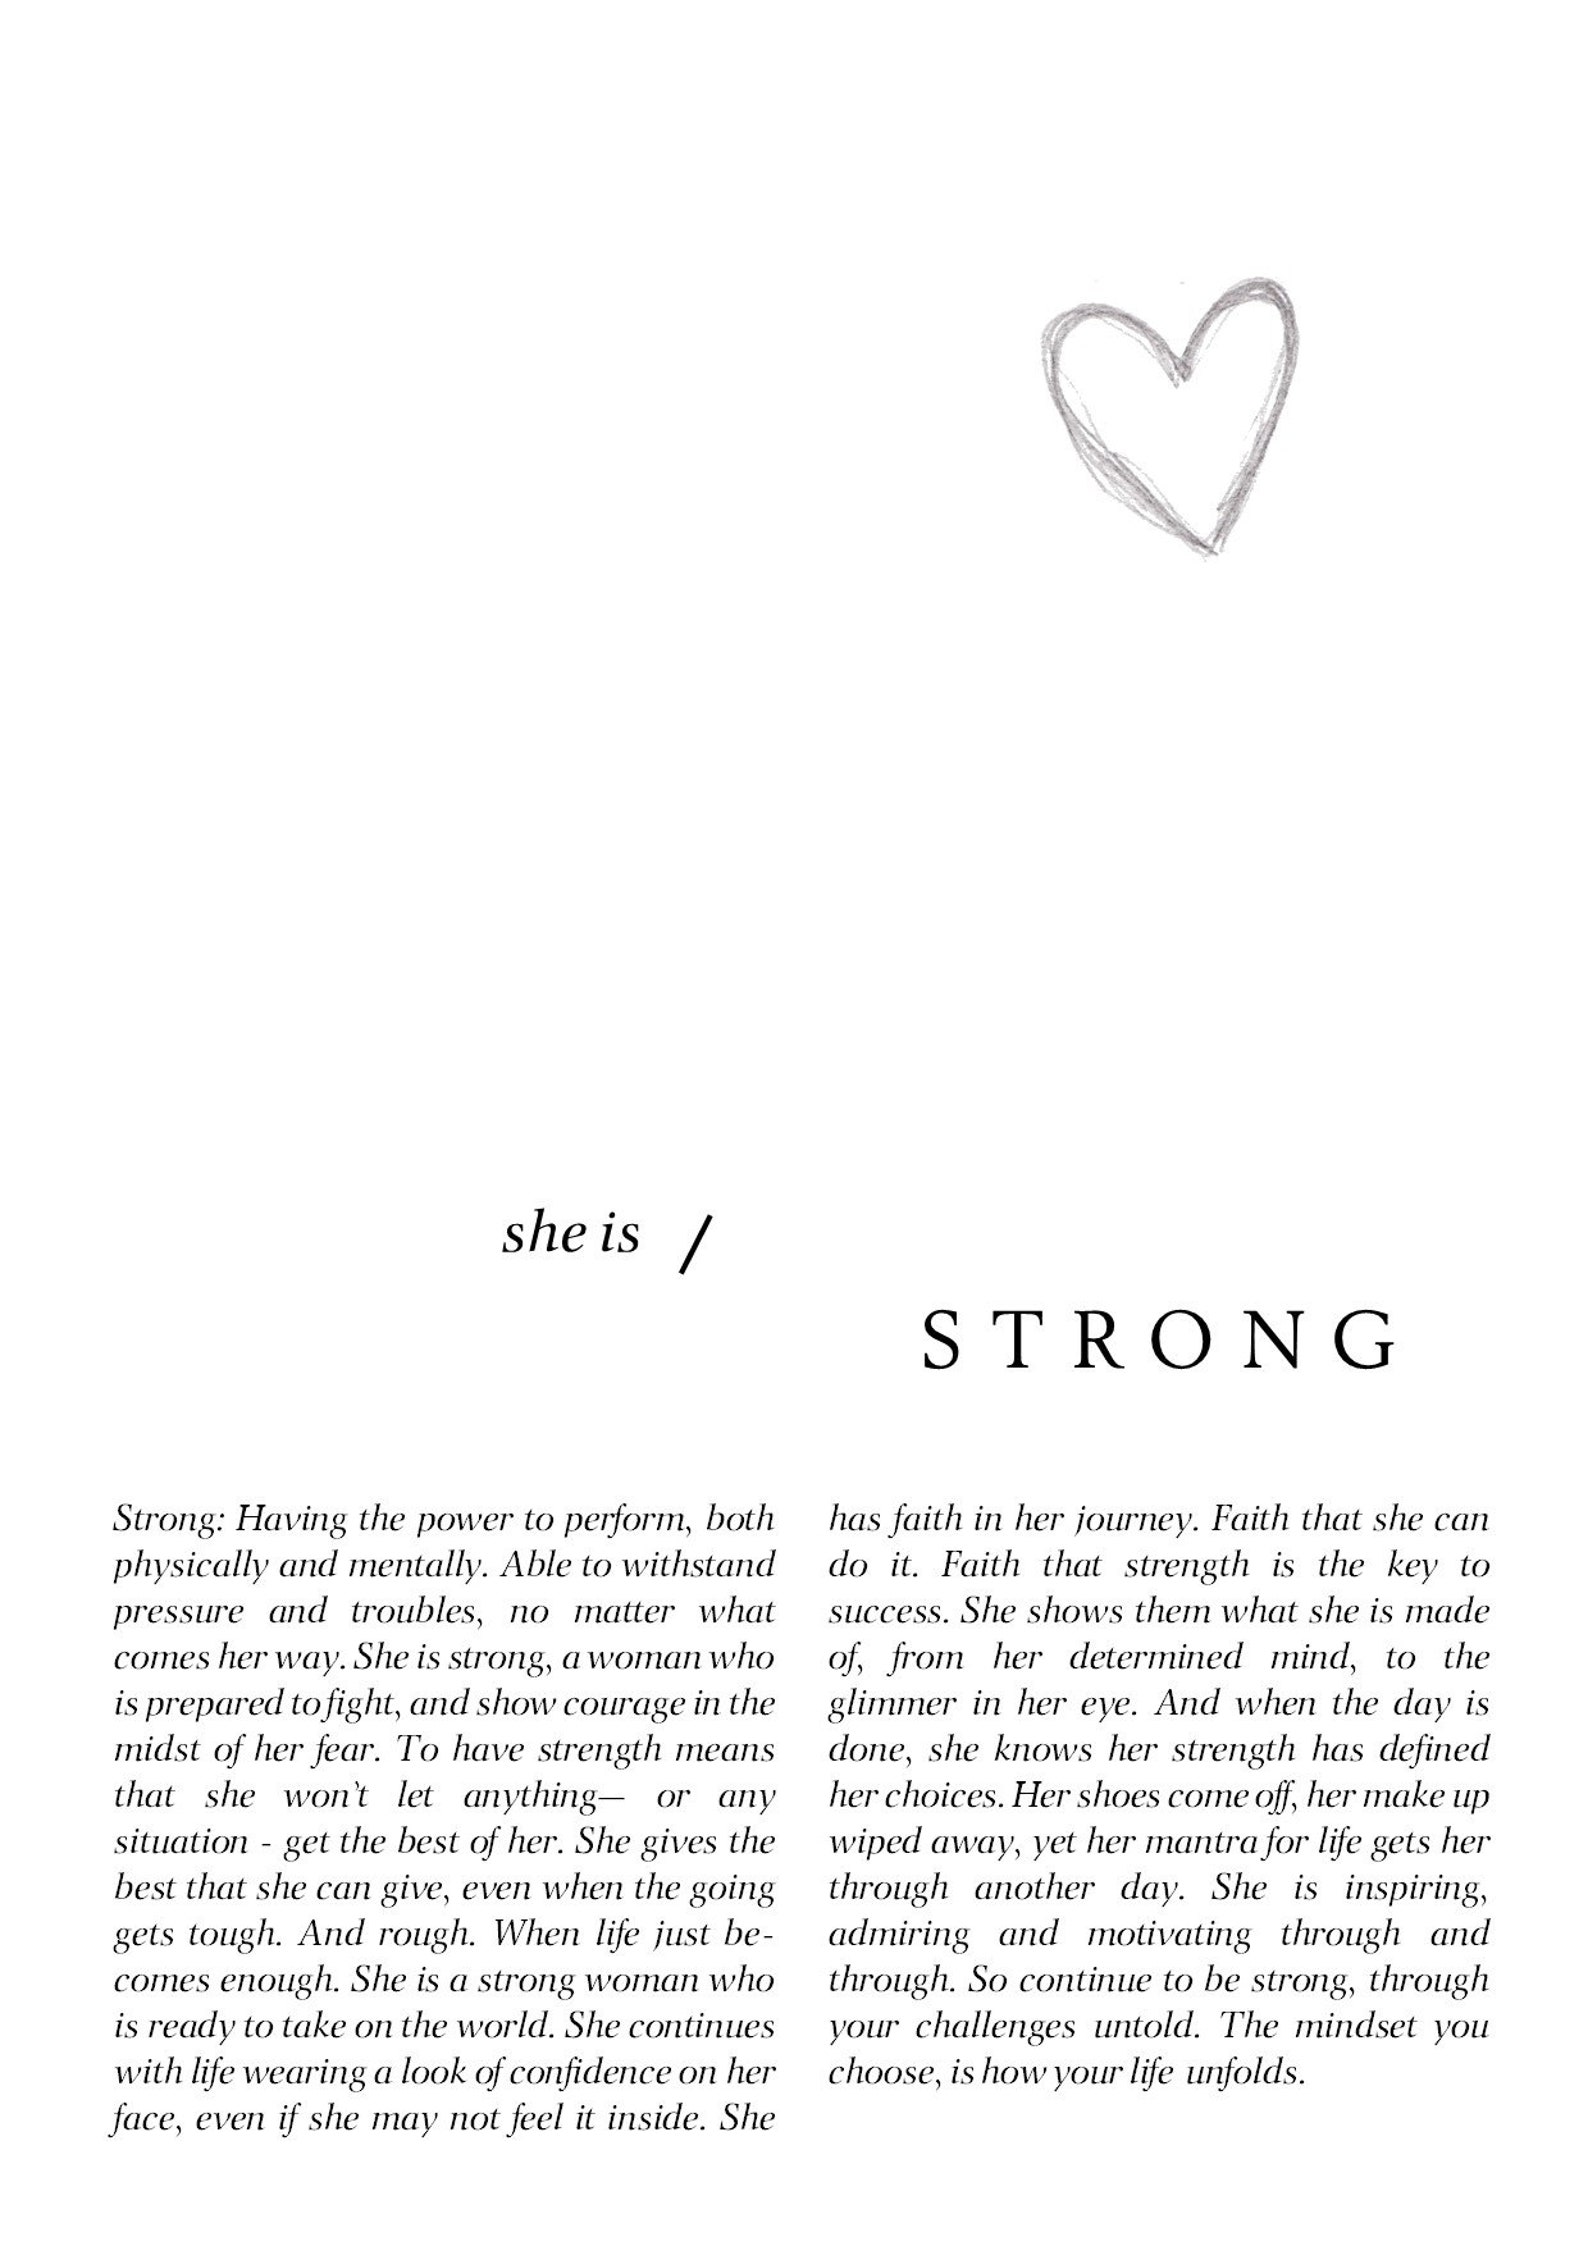 she is /
STRONG
Strong: Having the power to perform, both
physically and mentally. Able to withstand
pressure and troubles, no matter what
comes her way. She is strong, a woman who
is prepared to fight, and show courage in the
midst of her fear. To have strength means
that she won't let anything— or any
situation - get the best of her. She gives the
best that she can give, even when the going
gets tough. And rough. When life just be-
comes enough. She is a strong woman who
is ready to take on the world. She continues
with life wearing a look of confidence on her
face, even if she may not feel it inside. She
has faith in her journey. Faith that she can
do it. Faith that strength is the key to
success. She shows them what she is made
of, from her determined mind, to the
glimmer in her eye. And when the day is
done, she knows her strength has defined
her choices. Her shoes come off, her make up
wiped away, yet her mantra for life gets her
through another day. She is inspiring,
admiring and motivating through and
through. So continue to be strong, through
your challenges untold. The mindset you
choose, is how your life unfolds.